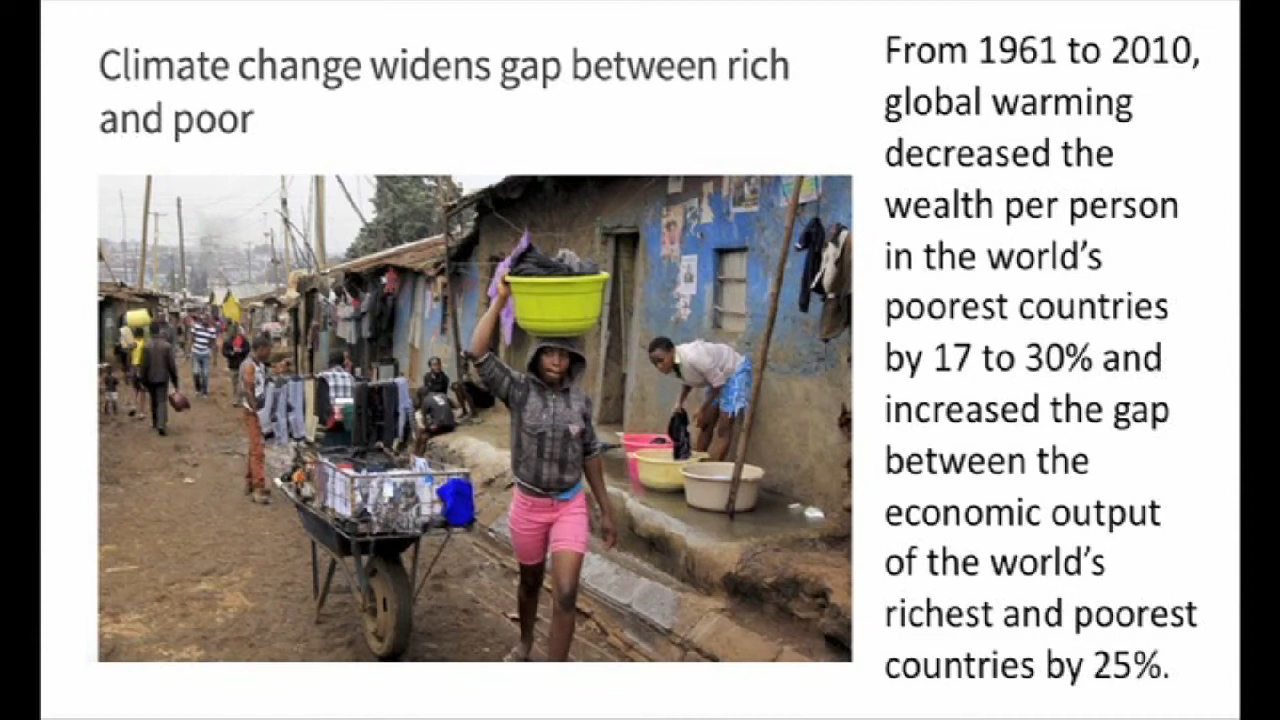 Climate change widens gap between rich
and poor
From 1961 to 2010,
global warming
decreased the
wealth per person
in the world’s
poorest countries
by 17 to 30% and
increased the gap
between the
economic output
of the world’s
richest and poorest
countries by 25%.